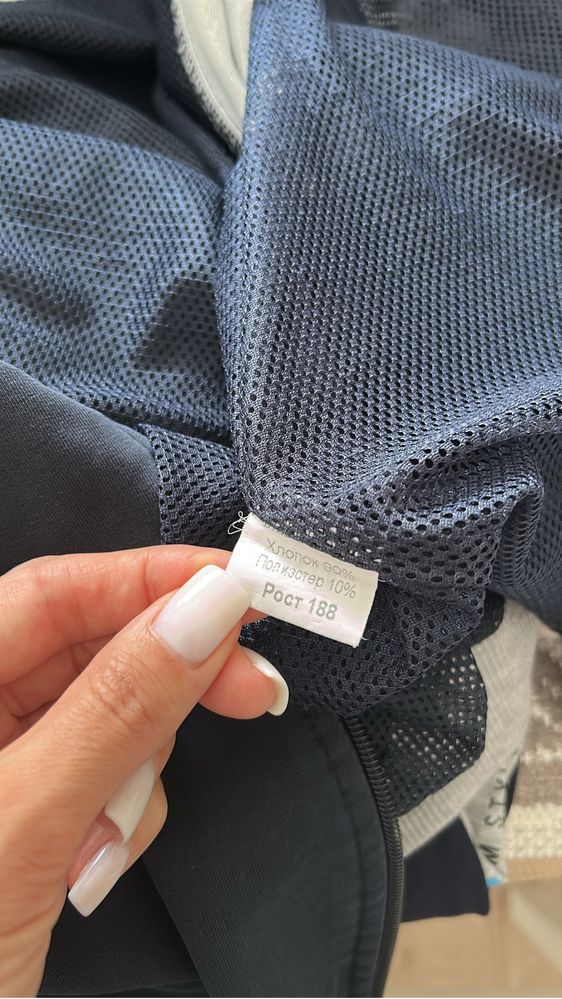 Хлопок 90%
Полиэстер 10%
Рост 188